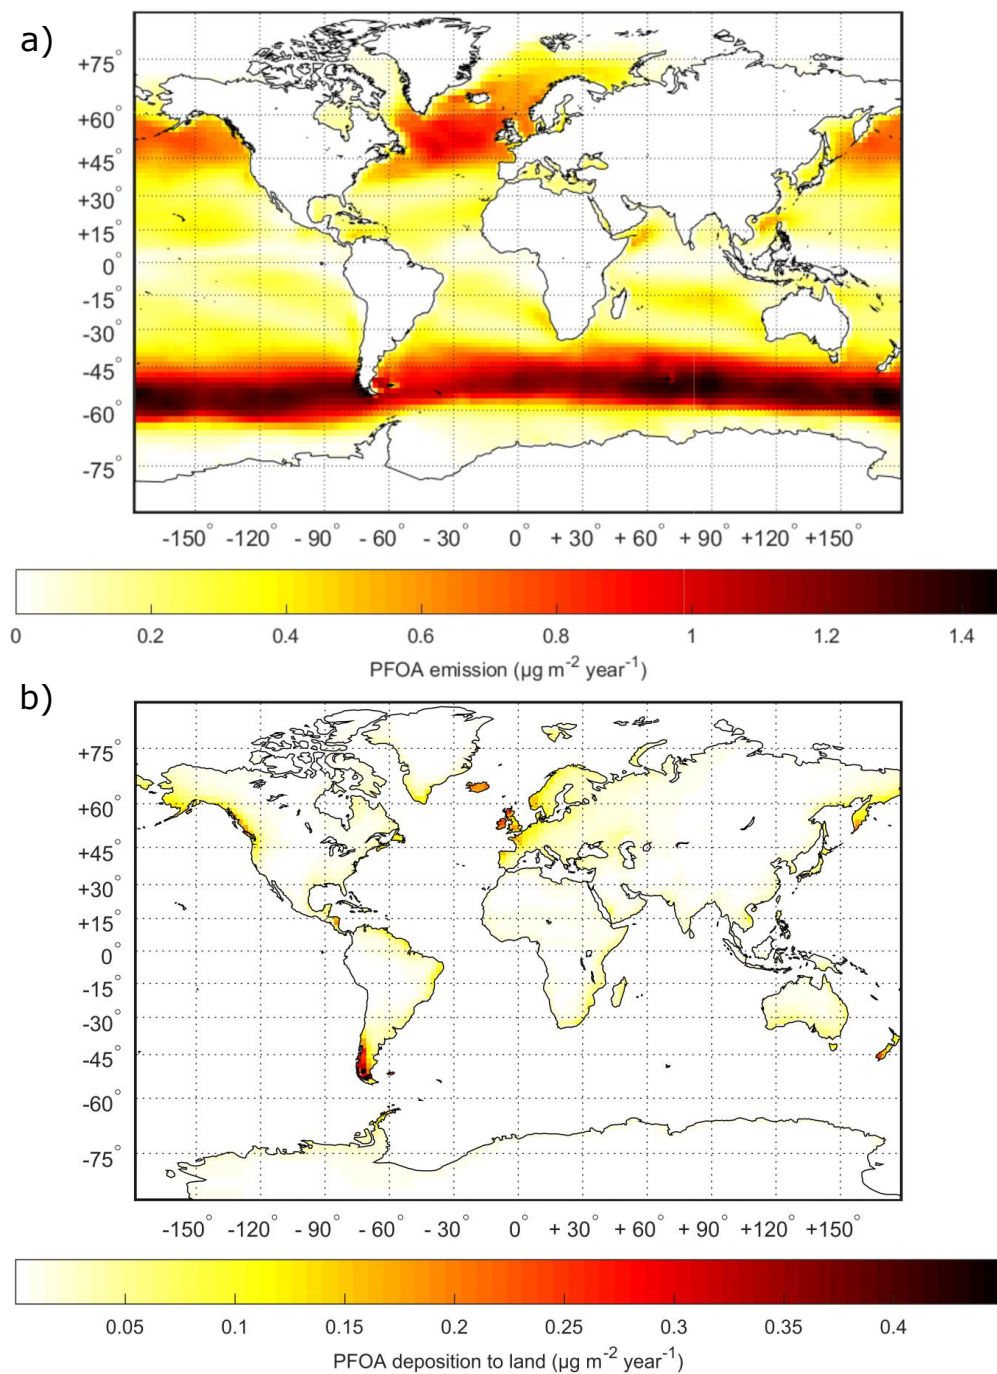 a)
+75°
+60°
+45°
+30°
+15°
0°
-15°
-30°
-45°
-60°
-75°
-150° -120° - 90° - 60° - 30° 0° + 30° + 60° + 90° +120° +150°
0 0.2 0.4 0.6 0.8 1 1.2 1.4
PFOA emission (µg m⁻² year⁻¹)
b)
+75°
+60°
+45°
+30°
+15°
0°
-15°
-30°
-45°
-60°
-75°
-150° -120° - 90° - 60° - 30° 0° + 30° + 60° + 90° +120° +150°
0.05 0.1 0.15 0.2 0.25 0.3 0.35 0.4
PFOA deposition to land (µg m⁻² year⁻¹)